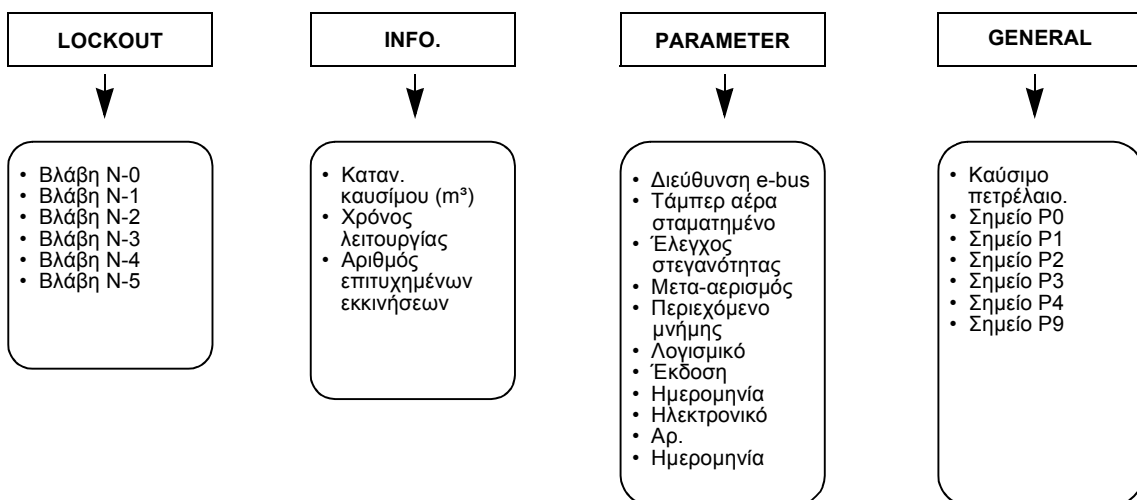 LOCKOUT
• Βλάβη N-0
• Βλάβη N-1
• Βλάβη N-2
• Βλάβη N-3
• Βλάβη N-4
• Βλάβη N-5
INFO.
• Καταν.
καυσίμου (m³)
• Χρόνος
λειτουργίας
• Αριθμός
επιτυχημένων
εκκινήσεων
PARAMETER
• Διεύθυνση e-bus
• Τάμπερ αέρα
σταματημένο
• Έλεγχος
στεγανότητας
• Μετα-αερισμός
• Περιεχόμενο
μνήμης
• Λογισμικό
• Έκδοση
• Ημερομηνία
• Ηλεκτρονικό
• Αρ.
• Ημερομηνία
GENERAL
• Καύσιμο
πετρέλαιο.
• Σημείο P0
• Σημείο P1
• Σημείο P2
• Σημείο P3
• Σημείο P4
• Σημείο P9